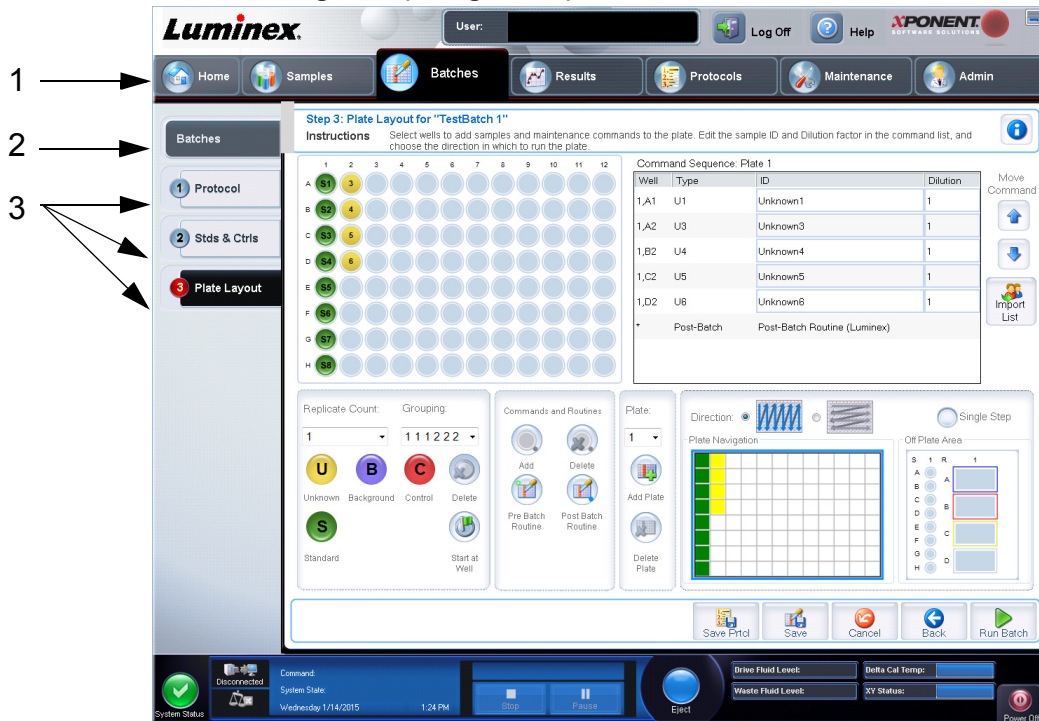 Luminex.
User:
Log Off
Help
XPONENT.
SOFTWARE SOLUTIONS
1
Home
Samples
Batches
Results
Protocols
Maintenance
Admin
2
Batches
3
1 Protocol
2 Stds & Ctrls
3 Plate Layout
Step 3: Plate Layout for "TestBatch 1"
Instructions Select wells to add samples and maintenance commands to the plate. Edit the sample ID and Dilution factor in the command list, and
choose the direction in which to run the plate.
1 2 3 4 5 6 7 8 9 10 11 12
A S1 3
B S2 4
C S3 5
D S4 6
E S5
F S6
G S7
H S8
Command Sequence: Plate 1
Well Type ID Dilution
1,A1 U1 Unknown1 1
1,A2 U3 Unknown3 1
1,B2 U4 Unknown4 1
1,C2 U5 Unknown5 1
1,D2 U6 Unknown6 1
* Post-Batch Post-Batch Routine (Luminex)
Move
Command
Import
List
Replicate Count: Grouping:
1 1 1 1 2 2 2
U B C
Unknown Background Control Delete
S
Standard Start at
Well
Commands and Routines
Add Delete
Pre Batch
Routine
Post Batch
Routine
Plate:
1
Add Plate
Delete
Plate
Direction:
Single Step
Plate Navigation
Off Plate Area
S 1 R 1
A
B
C
D
E
F
G
H
A
B
C
D
Save Prtcl
Save
Cancel
Back
Run Batch
System Status
Disconnected
Command:
System State:
Wednesday 1/14/2015 1:24 PM
Stop
Pause
Eject
Drive Fluid Level:
Waste Fluid Level:
Delta Cal Temp:
XY Status:
Power Off